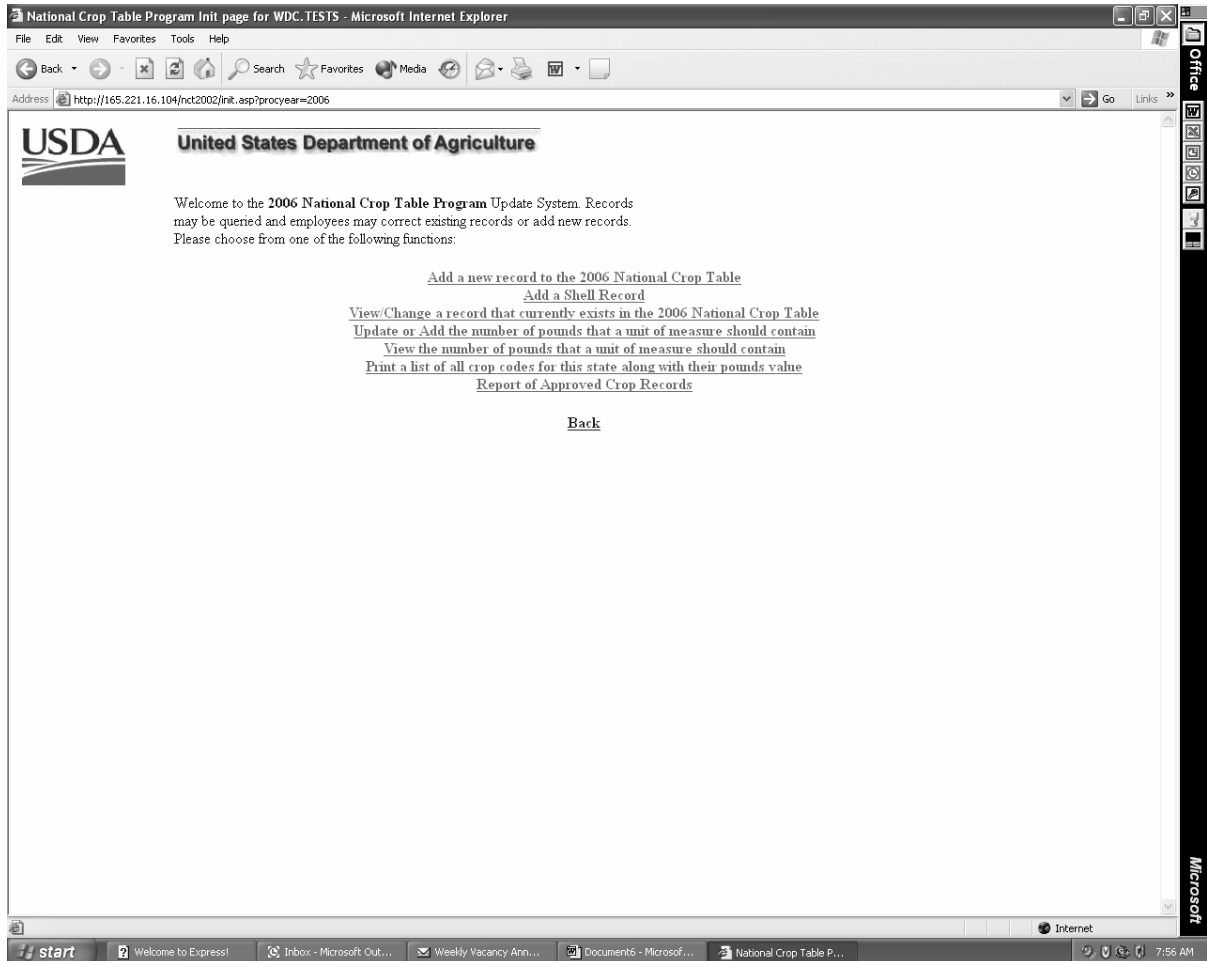 National Crop Table Program Init page for WDC.TESTS - Microsoft Internet Explorer
File Edit View Favorites Tools Help
Back Search Favorites Media
Address http://165.221.16.104/nct2002/init.asp?procyear=2006 Go Links »
Office
USDA United States Department of Agriculture
Welcome to the 2006 National Crop Table Program Update System. Records
may be queried and employees may correct existing records or add new records.
Please choose from one of the following functions:
Add a new record to the 2006 National Crop Table
Add a Shell Record
View/Change a record that currently exists in the 2006 National Crop Table
Update or Add the number of pounds that a unit of measure should contain
View the number of pounds that a unit of measure should contain
Print a list of all crop codes for this state along with their pounds value
Report of Approved Crop Records
Back
Microsoft
Internet
start Welcome to Express! Inbox - Microsoft Out... Weekly Vacancy Ann... Document6 - Microsof... National Crop Table P... 7:56 AM